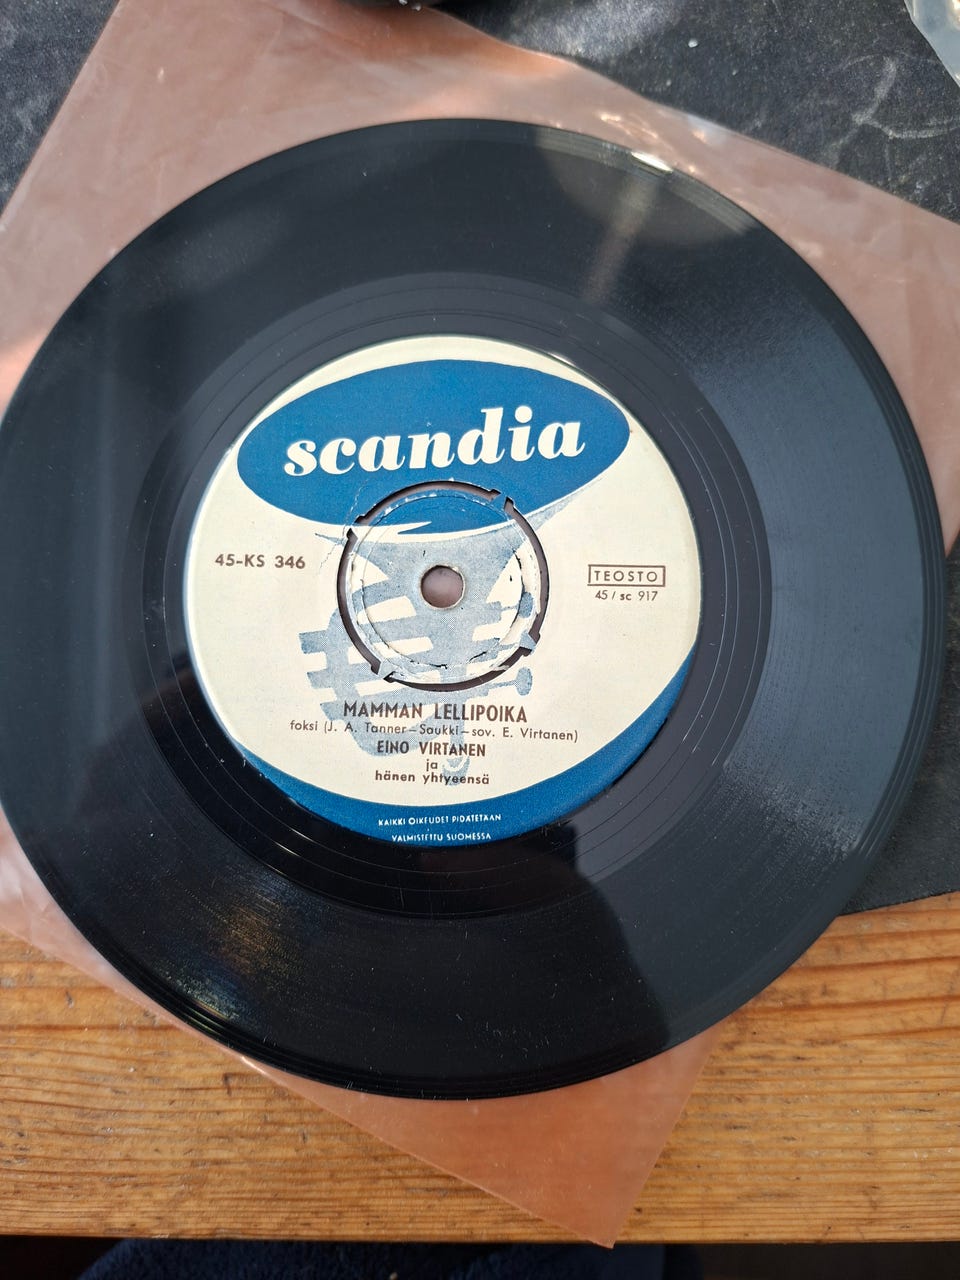 scandia
45-KS 346
TEOSTO
45 / sc 917
MAMMAN LELLIPOIKA
foksi (J. A. Tanner – Saukki – sov. E. Virtanen)
EINO VIRTANEN
ja
hänen yhtyeensä
KAIKKI OIKEUDET PIDÄTETÄÄN
VALMISTETTU SUOMESSA